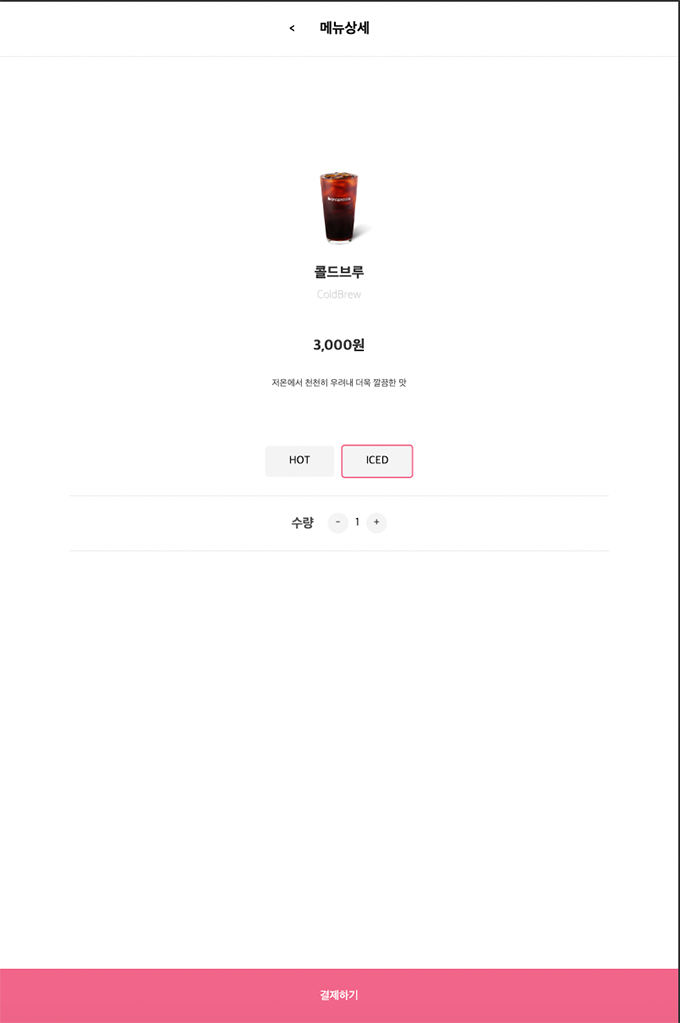 < 메뉴상세
콜드브루
ColdBrew
3,000원
저온에서 천천히 우려내 더욱 깔끔한 맛
HOT ICED
수량 - 1 +
결제하기